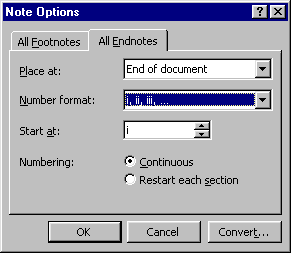 Note Options
All Footnotes All Endnotes
Place at: End of document
Number format: i, ii, iii, ...
Start at: i
Numbering: Continuous
Restart each section
OK Cancel Convert...